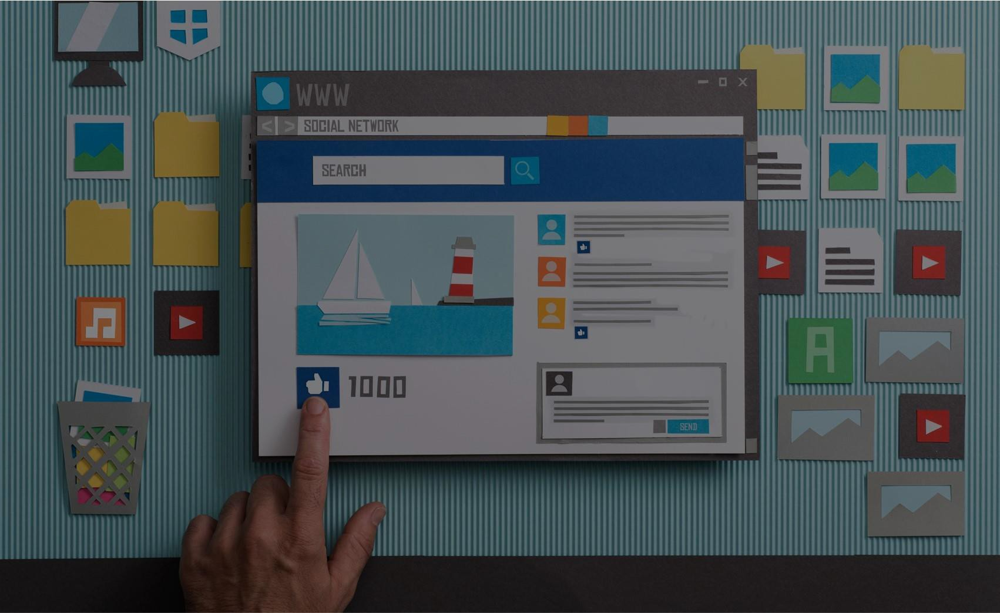 WWW
< > SOCIAL NETWORK
SEARCH
1000
SEND
A